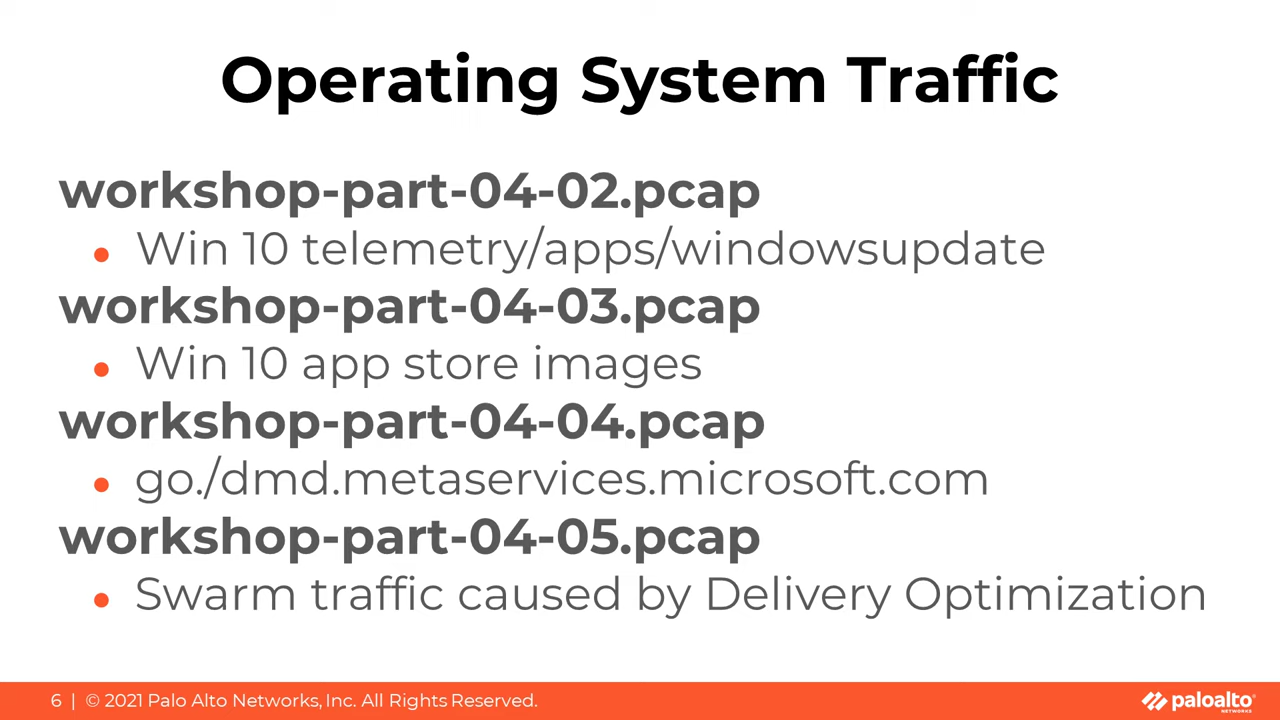 Operating System Traffic
workshop-part-04-02.pcap
• Win 10 telemetry/apps/windowsupdate
workshop-part-04-03.pcap
• Win 10 app store images
workshop-part-04-04.pcap
• go./dmd.metaservices.microsoft.com
workshop-part-04-05.pcap
• Swarm traffic caused by Delivery Optimization
6 | © 2021 Palo Alto Networks, Inc. All Rights Reserved.
paloalto
NETWORKS